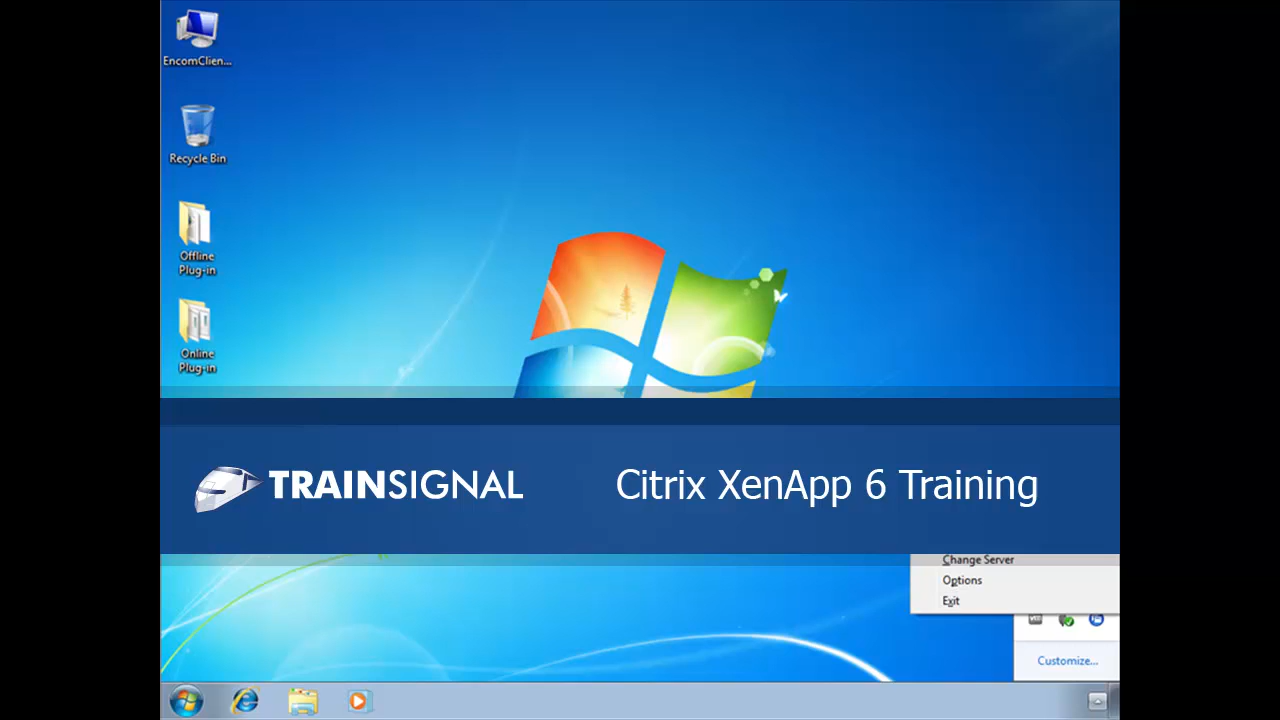 EncomClien...
Recycle Bin
Offline
Plug-in
Online
Plug-in
TRAINSIGNAL
Citrix XenApp 6 Training
Change Server
Options
Exit
Customize...